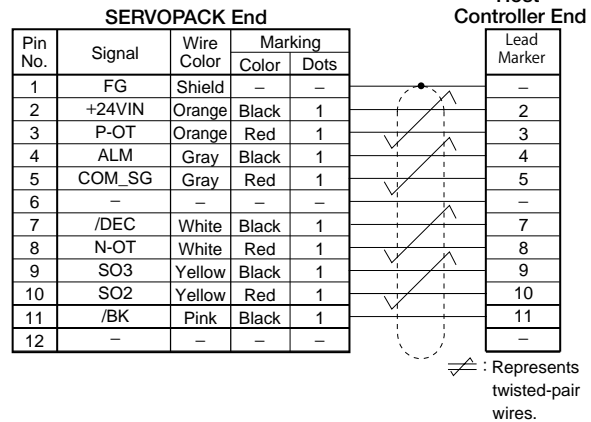 Host
SERVOPACK End Controller End
Pin No. Signal Wire Color Marking Color Dots Lead Marker
1 FG Shield – – –
2 +24VIN Orange Black 1 2
3 P-OT Orange Red 1 3
4 ALM Gray Black 1 4
5 COM_SG Gray Red 1 5
6 – – – – –
7 /DEC White Black 1 7
8 N-OT White Red 1 8
9 SO3 Yellow Black 1 9
10 SO2 Yellow Red 1 10
11 /BK Pink Black 1 11
12 – – – – –
: Represents
twisted-pair
wires.